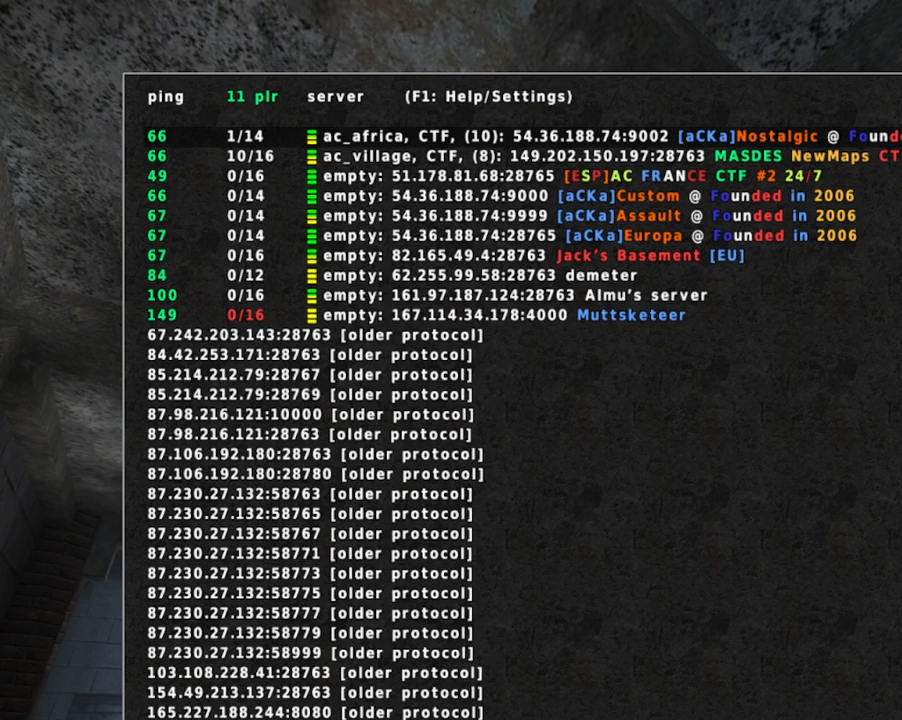 ping 11 plr server (F1: Help/Settings)
66 1/14 ac_africa, CTF, (10): 54.36.188.74:9002 [aCKa]Nostalgic @ Founde
66 10/16 ac_village, CTF, (8): 149.202.150.197:28763 MASDES NewMaps CT
49 0/16 empty: 51.178.81.68:28765 [ESP]AC FRANCE CTF #2 24/7
66 0/14 empty: 54.36.188.74:9000 [aCKa]Custom @ Founded in 2006
67 0/14 empty: 54.36.188.74:9999 [aCKa]Assault @ Founded in 2006
67 0/14 empty: 54.36.188.74:28765 [aCKa]Europa @ Founded in 2006
67 0/16 empty: 82.165.49.4:28763 Jack's Basement [EU]
84 0/12 empty: 62.255.99.58:28763 demeter
100 0/16 empty: 161.97.187.124:28763 Almu's server
149 0/16 empty: 167.114.34.178:4000 Muttsketeer
67.242.203.143:28763 [older protocol]
84.42.253.171:28763 [older protocol]
85.214.212.79:28767 [older protocol]
85.214.212.79:28769 [older protocol]
87.98.216.121:10000 [older protocol]
87.98.216.121:28763 [older protocol]
87.106.192.180:28763 [older protocol]
87.106.192.180:28780 [older protocol]
87.230.27.132:58763 [older protocol]
87.230.27.132:58765 [older protocol]
87.230.27.132:58767 [older protocol]
87.230.27.132:58771 [older protocol]
87.230.27.132:58773 [older protocol]
87.230.27.132:58775 [older protocol]
87.230.27.132:58777 [older protocol]
87.230.27.132:58779 [older protocol]
87.230.27.132:58999 [older protocol]
103.108.228.41:28763 [older protocol]
154.49.213.137:28763 [older protocol]
165.227.188.244:8080 [older protocol]